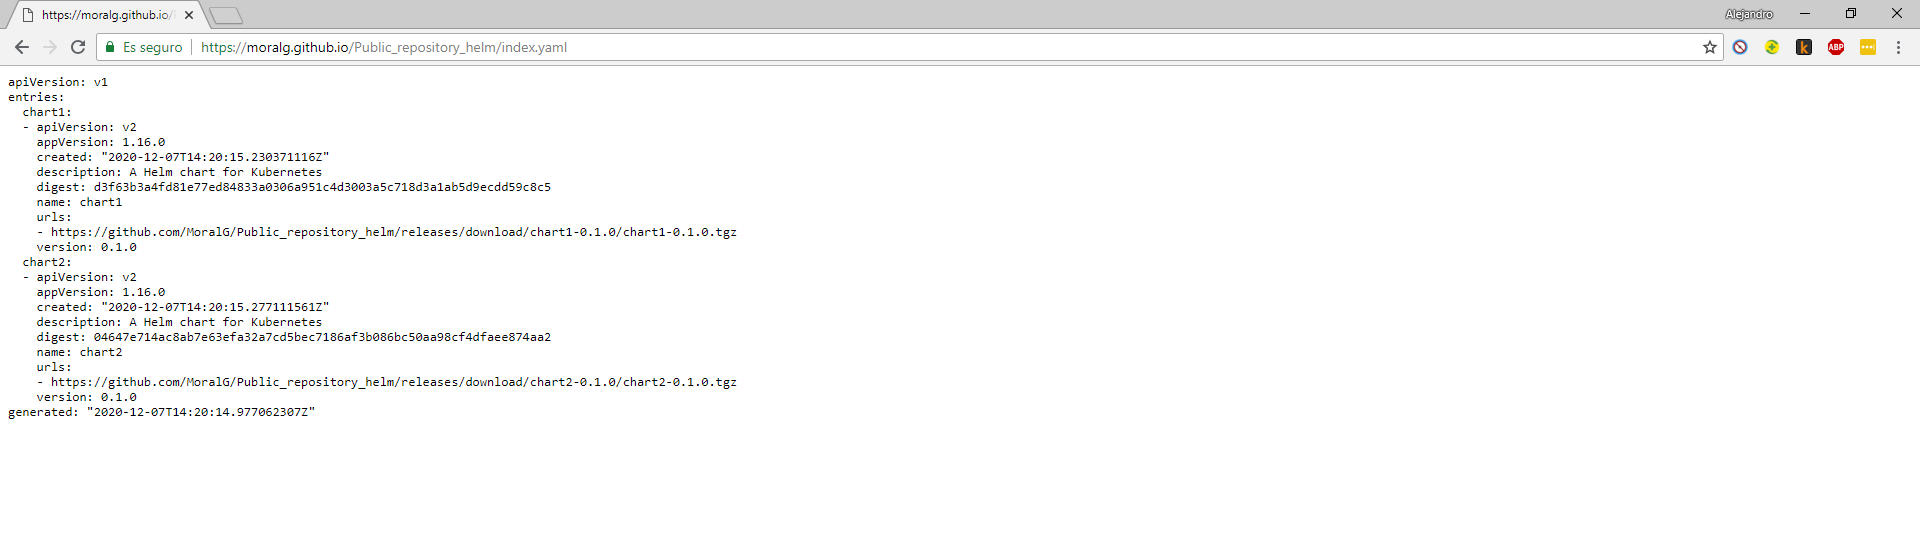 https://moralg.github.io/
Alejandro
Es seguro https://moralg.github.io/Public_repository_helm/index.yaml
k
ABP
apiVersion: v1
entries:
  chart1:
  - apiVersion: v2
    appVersion: 1.16.0
    created: "2020-12-07T14:20:15.230371116Z"
    description: A Helm chart for Kubernetes
    digest: d3f63b3a4fd81e77ed84833a0306a951c4d3003a5c718d3a1ab5d9ecdd59c8c5
    name: chart1
    urls:
    - https://github.com/MoralG/Public_repository_helm/releases/download/chart1-0.1.0/chart1-0.1.0.tgz
    version: 0.1.0
  chart2:
  - apiVersion: v2
    appVersion: 1.16.0
    created: "2020-12-07T14:20:15.277111561Z"
    description: A Helm chart for Kubernetes
    digest: 04647e714ac8ab7e63efa32a7cd5bec7186af3b086bc50aa98cf4dfaee874aa2
    name: chart2
    urls:
    - https://github.com/MoralG/Public_repository_helm/releases/download/chart2-0.1.0/chart2-0.1.0.tgz
    version: 0.1.0
generated: "2020-12-07T14:20:14.977062307Z"